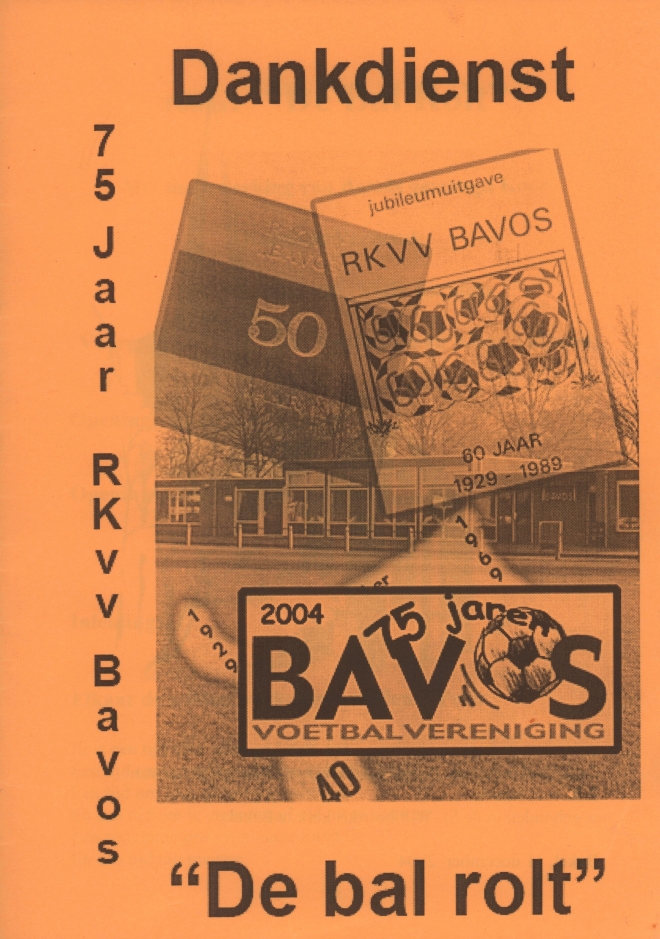 Dankdienst
75 Jaar RKvv Bavos
50
jubileumuitgave
RKVV BAVOS
60 JAAR
1929 - 1989
BAVOS
1969
1929
2004
75 jaren
BAVOS
VOETBALVERENIGING
40
“De bal rolt”